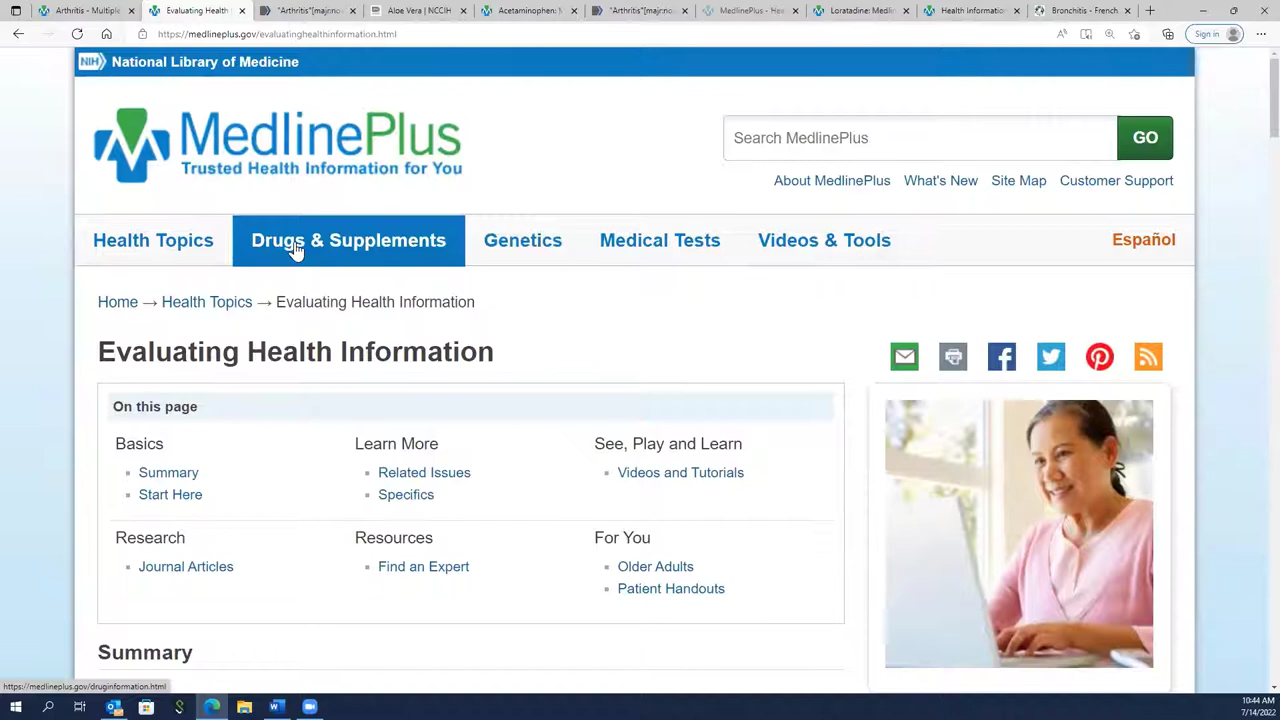 Arthritis - Multiple
Evaluating Health
"Arthritis"[majr:no
Aloe Vera | NCCIH
Acetaminophen: M
"Arthritis"[majr:no
MedlinePlus - Hea
Loratadine: Medlin
Health Information
Bronchitis - French
https://medlineplus.gov/evaluatinghealthinformation.html
Sign in
NIH National Library of Medicine
MedlinePlus
Trusted Health Information for You
Search MedlinePlus
GO
About MedlinePlus What's New Site Map Customer Support
Health Topics Drugs & Supplements Genetics Medical Tests Videos & Tools Español
Home → Health Topics → Evaluating Health Information
Evaluating Health Information
On this page
Basics
Summary
Start Here
Learn More
Related Issues
Specifics
See, Play and Learn
Videos and Tutorials
Research
Journal Articles
Resources
Find an Expert
For You
Older Adults
Patient Handouts
Summary
https://medlineplus.gov/druginformation.html
10:44 AM
7/14/2022